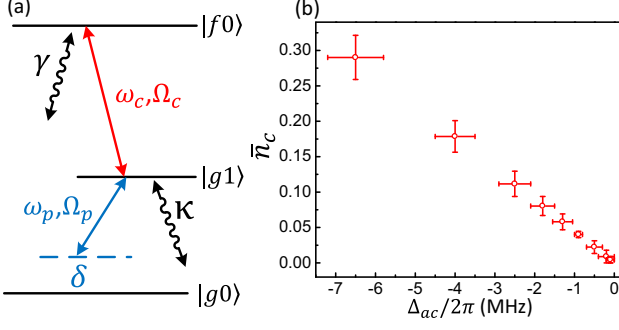 (a)
|f0⟩
γ
ω_c,Ω_c
|g1⟩
ω_p,Ω_p
κ
δ
|g0⟩
(b)
n̄_c
0.30
0.25
0.20
0.15
0.10
0.05
0.00
-7 -6 -5 -4 -3 -2 -1 0
Δ_ac/2π (MHz)